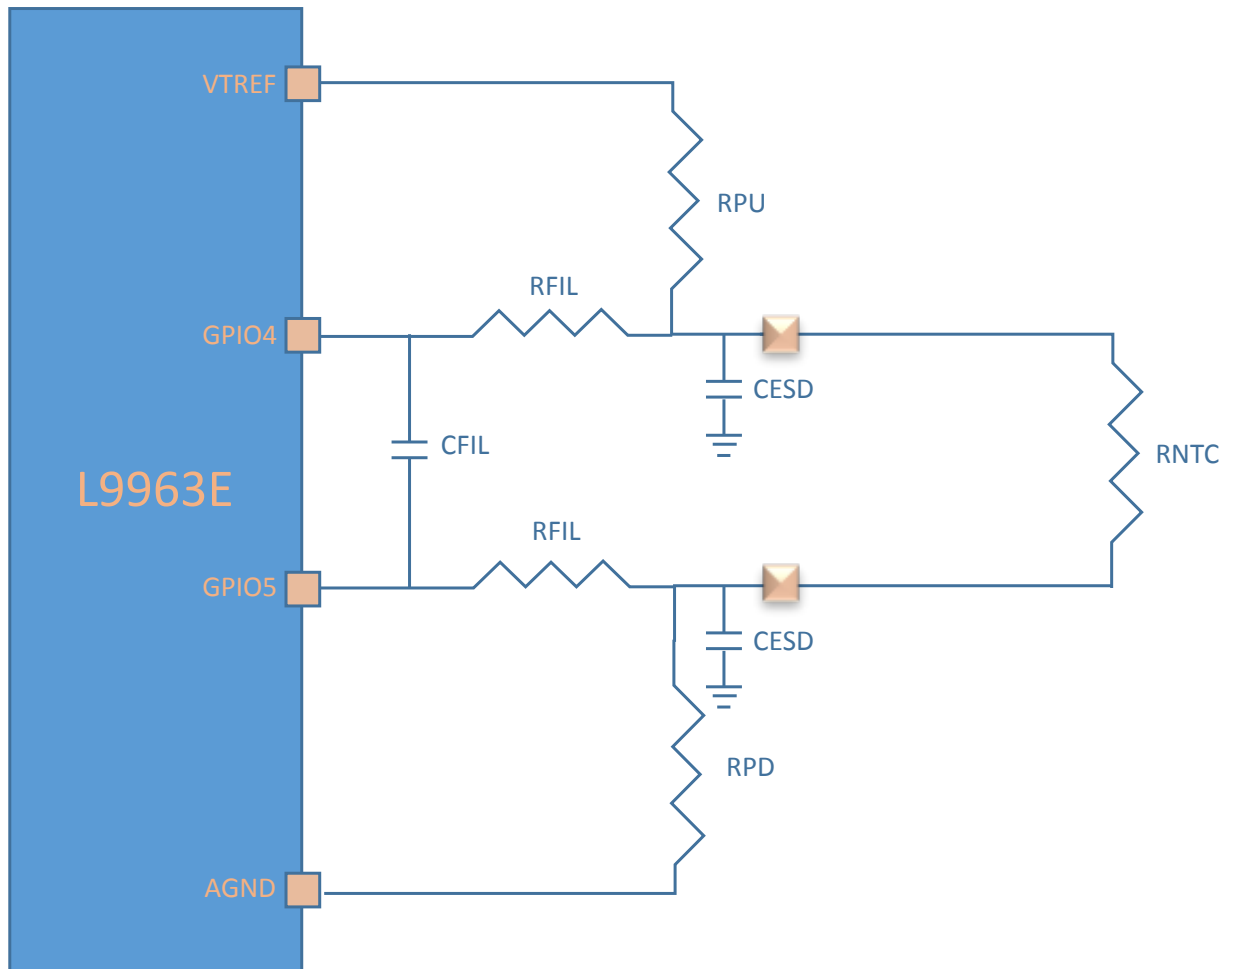 VTREF
RPU
RFIL
GPIO4
CESD
CFIL
RNTC
L9963E
RFIL
GPIO5
CESD
RPD
AGND